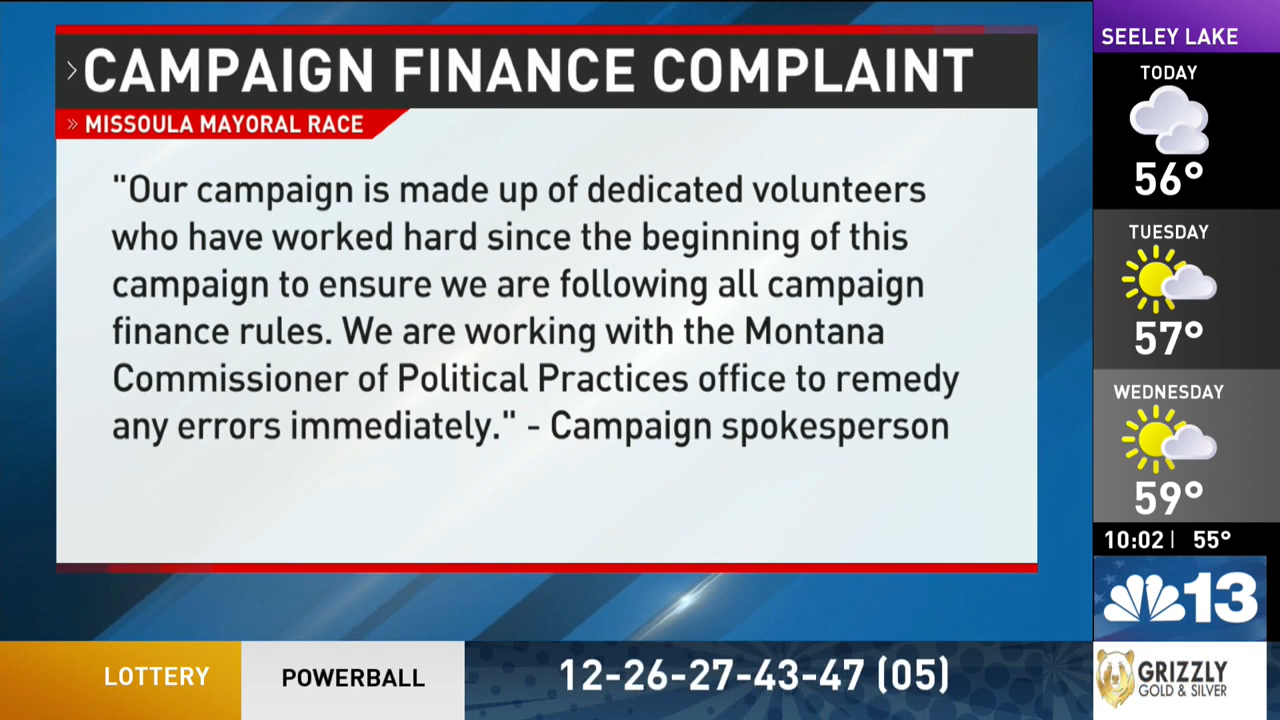 > CAMPAIGN FINANCE COMPLAINT
» MISSOULA MAYORAL RACE
"Our campaign is made up of dedicated volunteers
who have worked hard since the beginning of this
campaign to ensure we are following all campaign
finance rules. We are working with the Montana
Commissioner of Political Practices office to remedy
any errors immediately." - Campaign spokesperson
SEELEY LAKE
TODAY
56°
TUESDAY
57°
WEDNESDAY
59°
10:02 | 55°
13
LOTTERY
POWERBALL
12-26-27-43-47 (05)
GRIZZLY
GOLD & SILVER